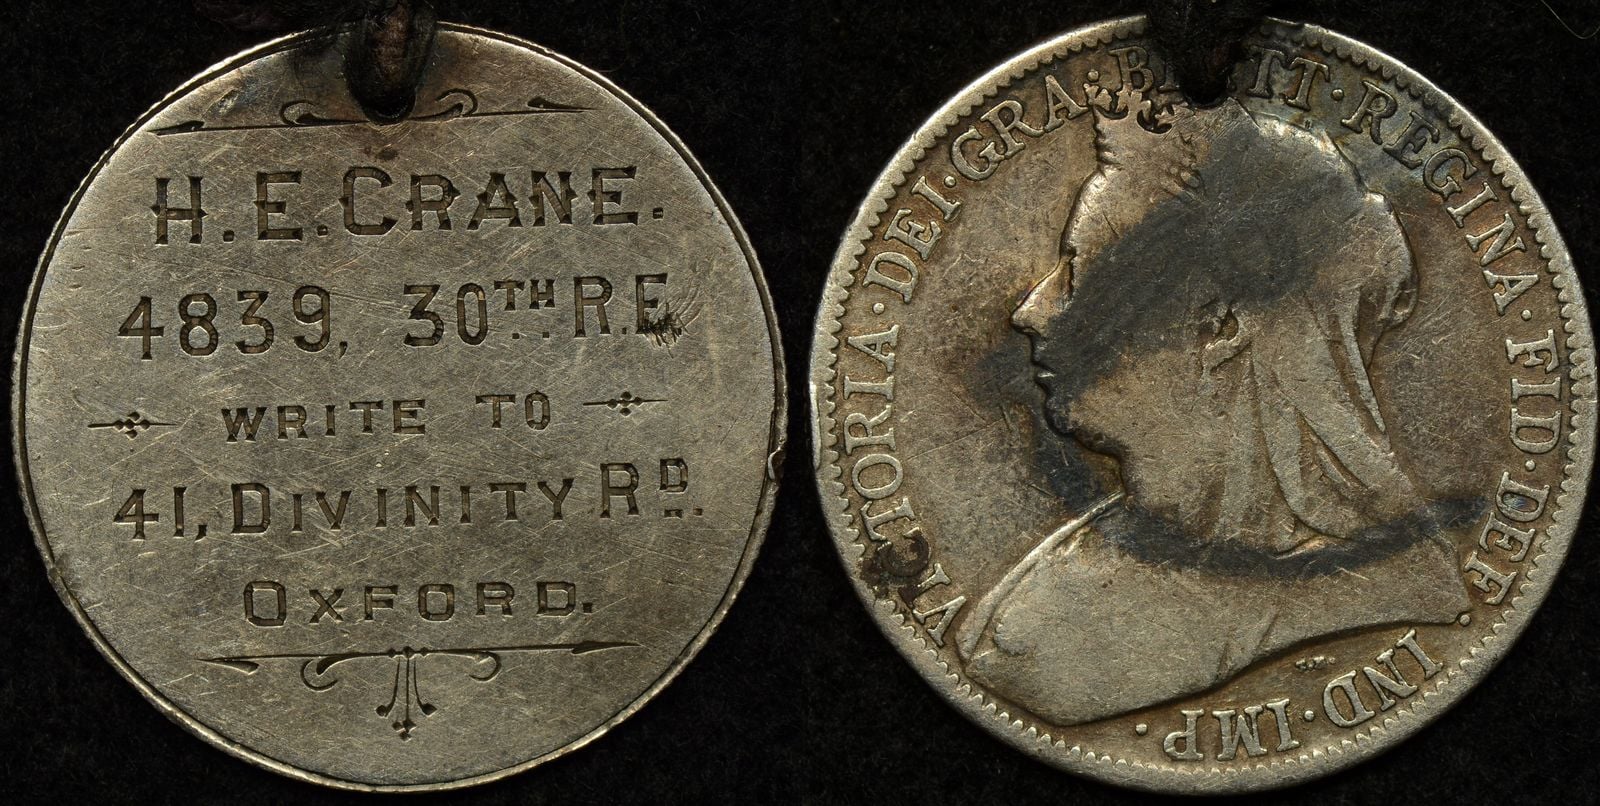 H. E. CRANE.
4839, 30TH R.E.
WRITE TO
41, DIVINITY RD.
OXFORD.
VICTORIA · DEI · GRA · BRITT · REGINA · FID · DEF · IND · IMP ·
T.B.